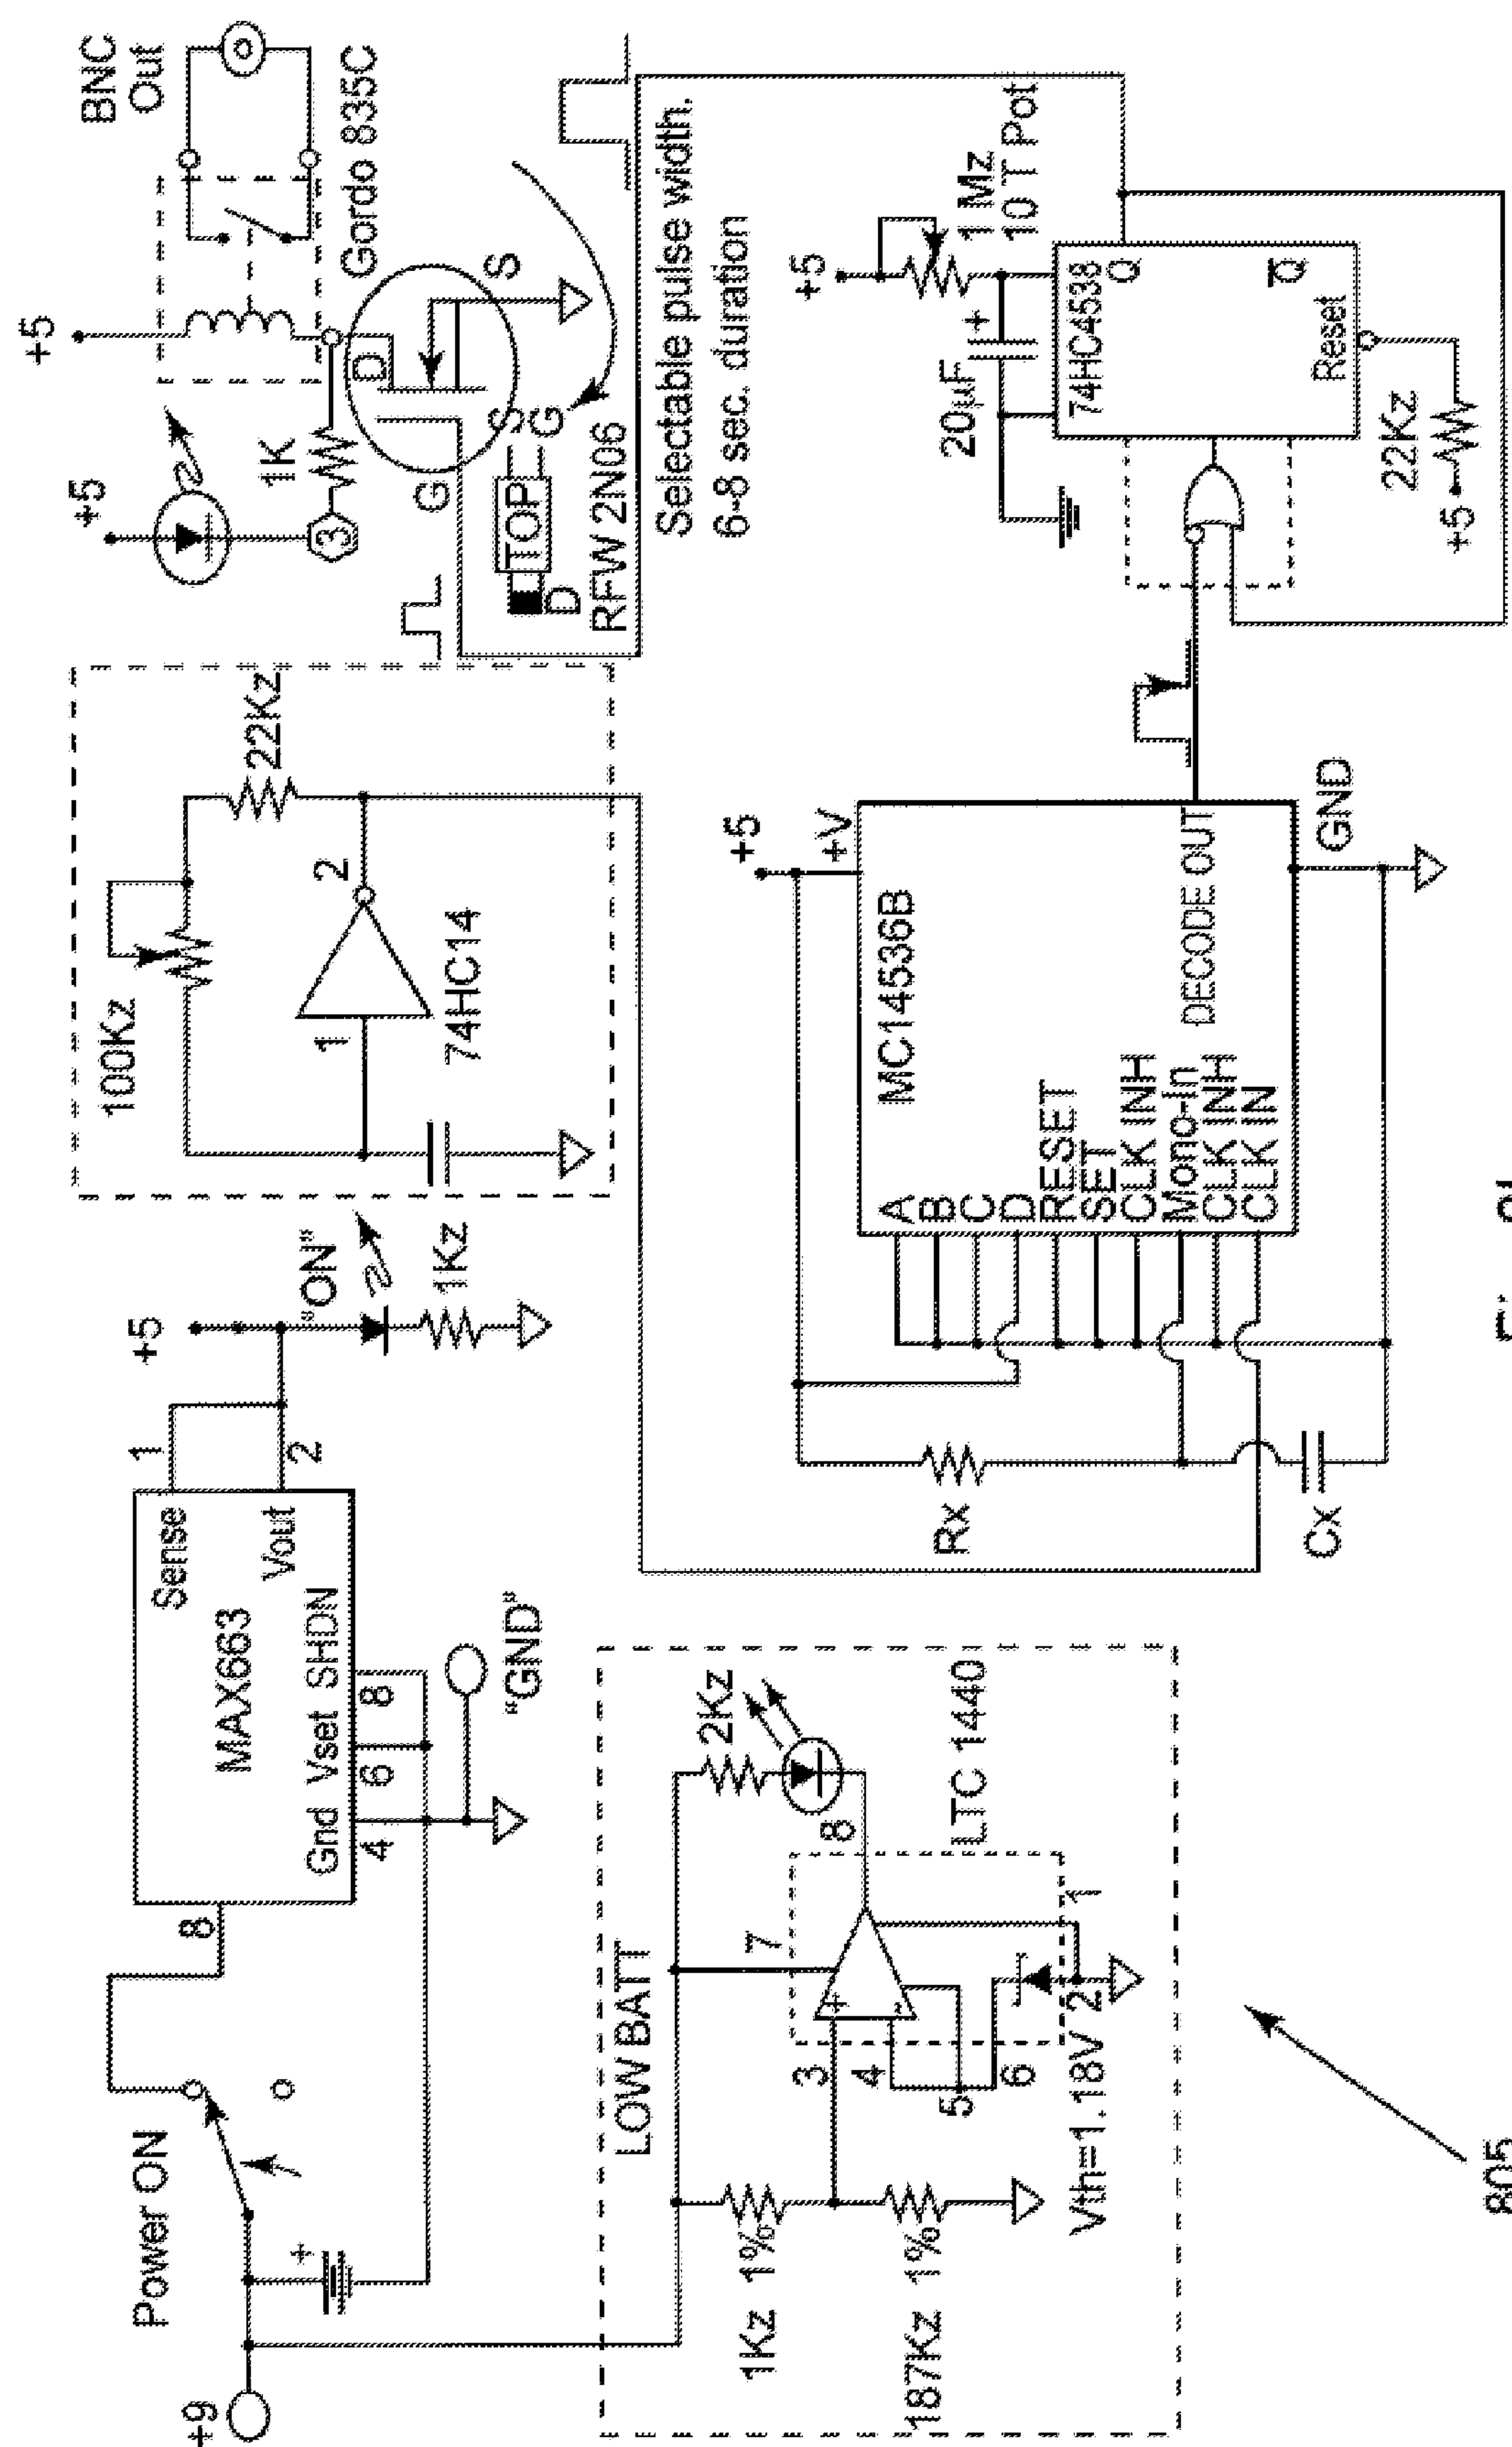 +9
Power ON
+
8
MAX663
Sense
1
Vout
2
Gnd
4
Vset
6
SHDN
8
"GND"
+5
"ON"
1Kz
100Kz
22Kz
1
2
74HC14
+5
3
1K
+5
BNC
Out
Gordo 835C
D
G
S
S
G
TOP
D
RFW 2N06
Selectable pulse width.
6-8 sec. duration
LOW BATT
1Kz 1%
187Kz 1%
3
4
5
6
7
+
-
8
2Kz
LTC 1440
Vth=1.18V
2
1
Rx
Cx
+5
+V
MC14536B
A
B
C
D
RESET
SET
CLK INH
Mono-In
CLK INH
CLK IN
DECODE OUT
GND
20µF
+
+5
1 Mz
10 T Pot
74HC4538
Q
Q̅
Reset
22Kz
+5
805